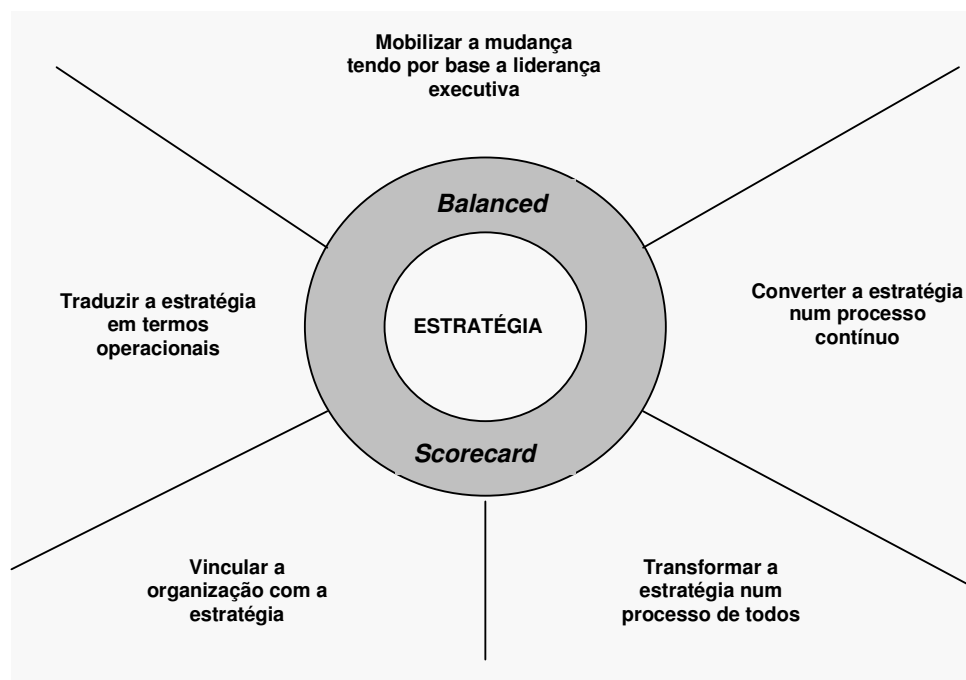 Mobilizar a mudança
tendo por base a liderança
executiva
Balanced
Traduzir a estratégia
em termos
operacionais
ESTRATÉGIA
Converter a estratégia
num processo
contínuo
Scorecard
Vincular a
organização com a
estratégia
Transformar a
estratégia num
processo de todos